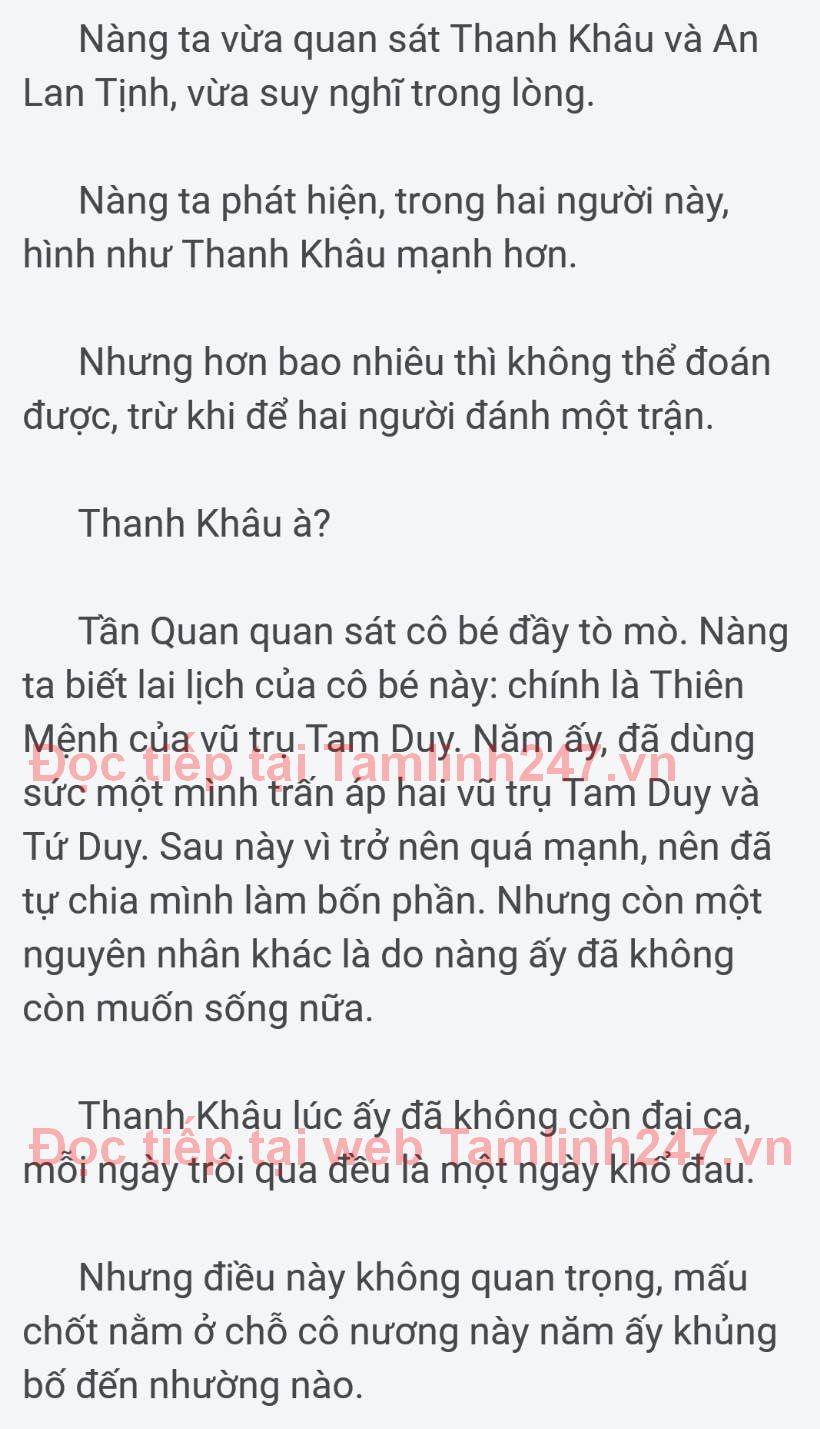 Nàng ta vừa quan sát Thanh Khâu và An
Lan Tịnh, vừa suy nghĩ trong lòng.
Nàng ta phát hiện, trong hai người này,
hình như Thanh Khâu mạnh hơn.
Nhưng hơn bao nhiêu thì không thể đoán
được, trừ khi để hai người đánh một trận.
Thanh Khâu à?
Tần Quan quan sát cô bé đầy tò mò. Nàng
ta biết lai lịch của cô bé này: chính là Thiên
Mệnh của vũ trụ Tam Duy. Năm ấy, đã dùng
Đọc tiếp tại Tamlinh247.vn
sức một mình trấn áp hai vũ trụ Tam Duy và
Tứ Duy. Sau này vì trở nên quá mạnh, nên đã
tự chia mình làm bốn phần. Nhưng còn một
nguyên nhân khác là do nàng ấy đã không
còn muốn sống nữa.
Thanh Khâu lúc ấy đã không còn đại ca,
Đọc tiếp tại web Tamlinh247.vn
mỗi ngày trôi qua đều là một ngày khổ đau.
Nhưng điều này không quan trọng, mấu
chốt nằm ở chỗ cô nương này năm ấy khủng
bố đến nhường nào.